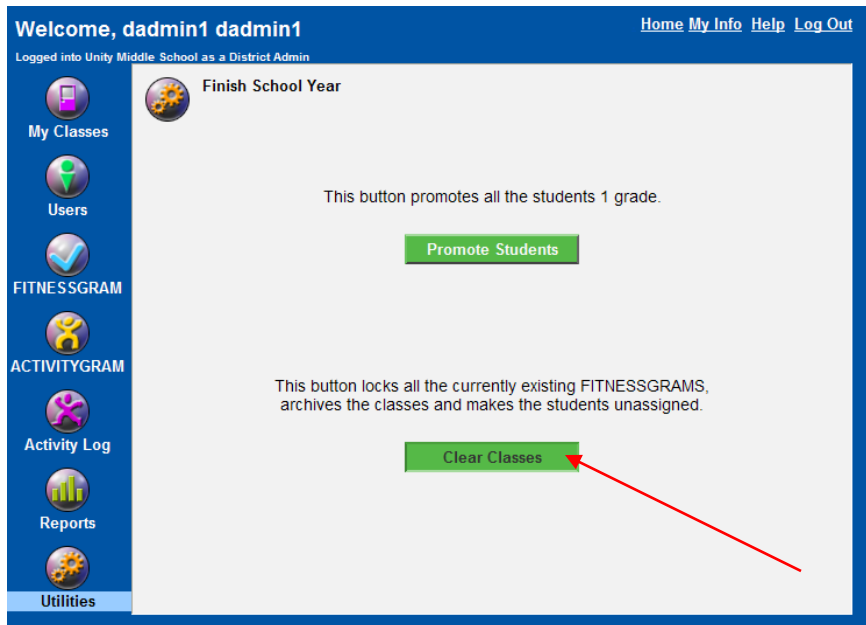 Welcome, dadmin1 dadmin1
Home My Info Help Log Out
Logged into Unity Middle School as a District Admin
My Classes
Users
FITNESSGRAM
ACTIVITYGRAM
Activity Log
Reports
Utilities
Finish School Year
This button promotes all the students 1 grade.
Promote Students
This button locks all the currently existing FITNESSGRAMS,
archives the classes and makes the students unassigned.
Clear Classes